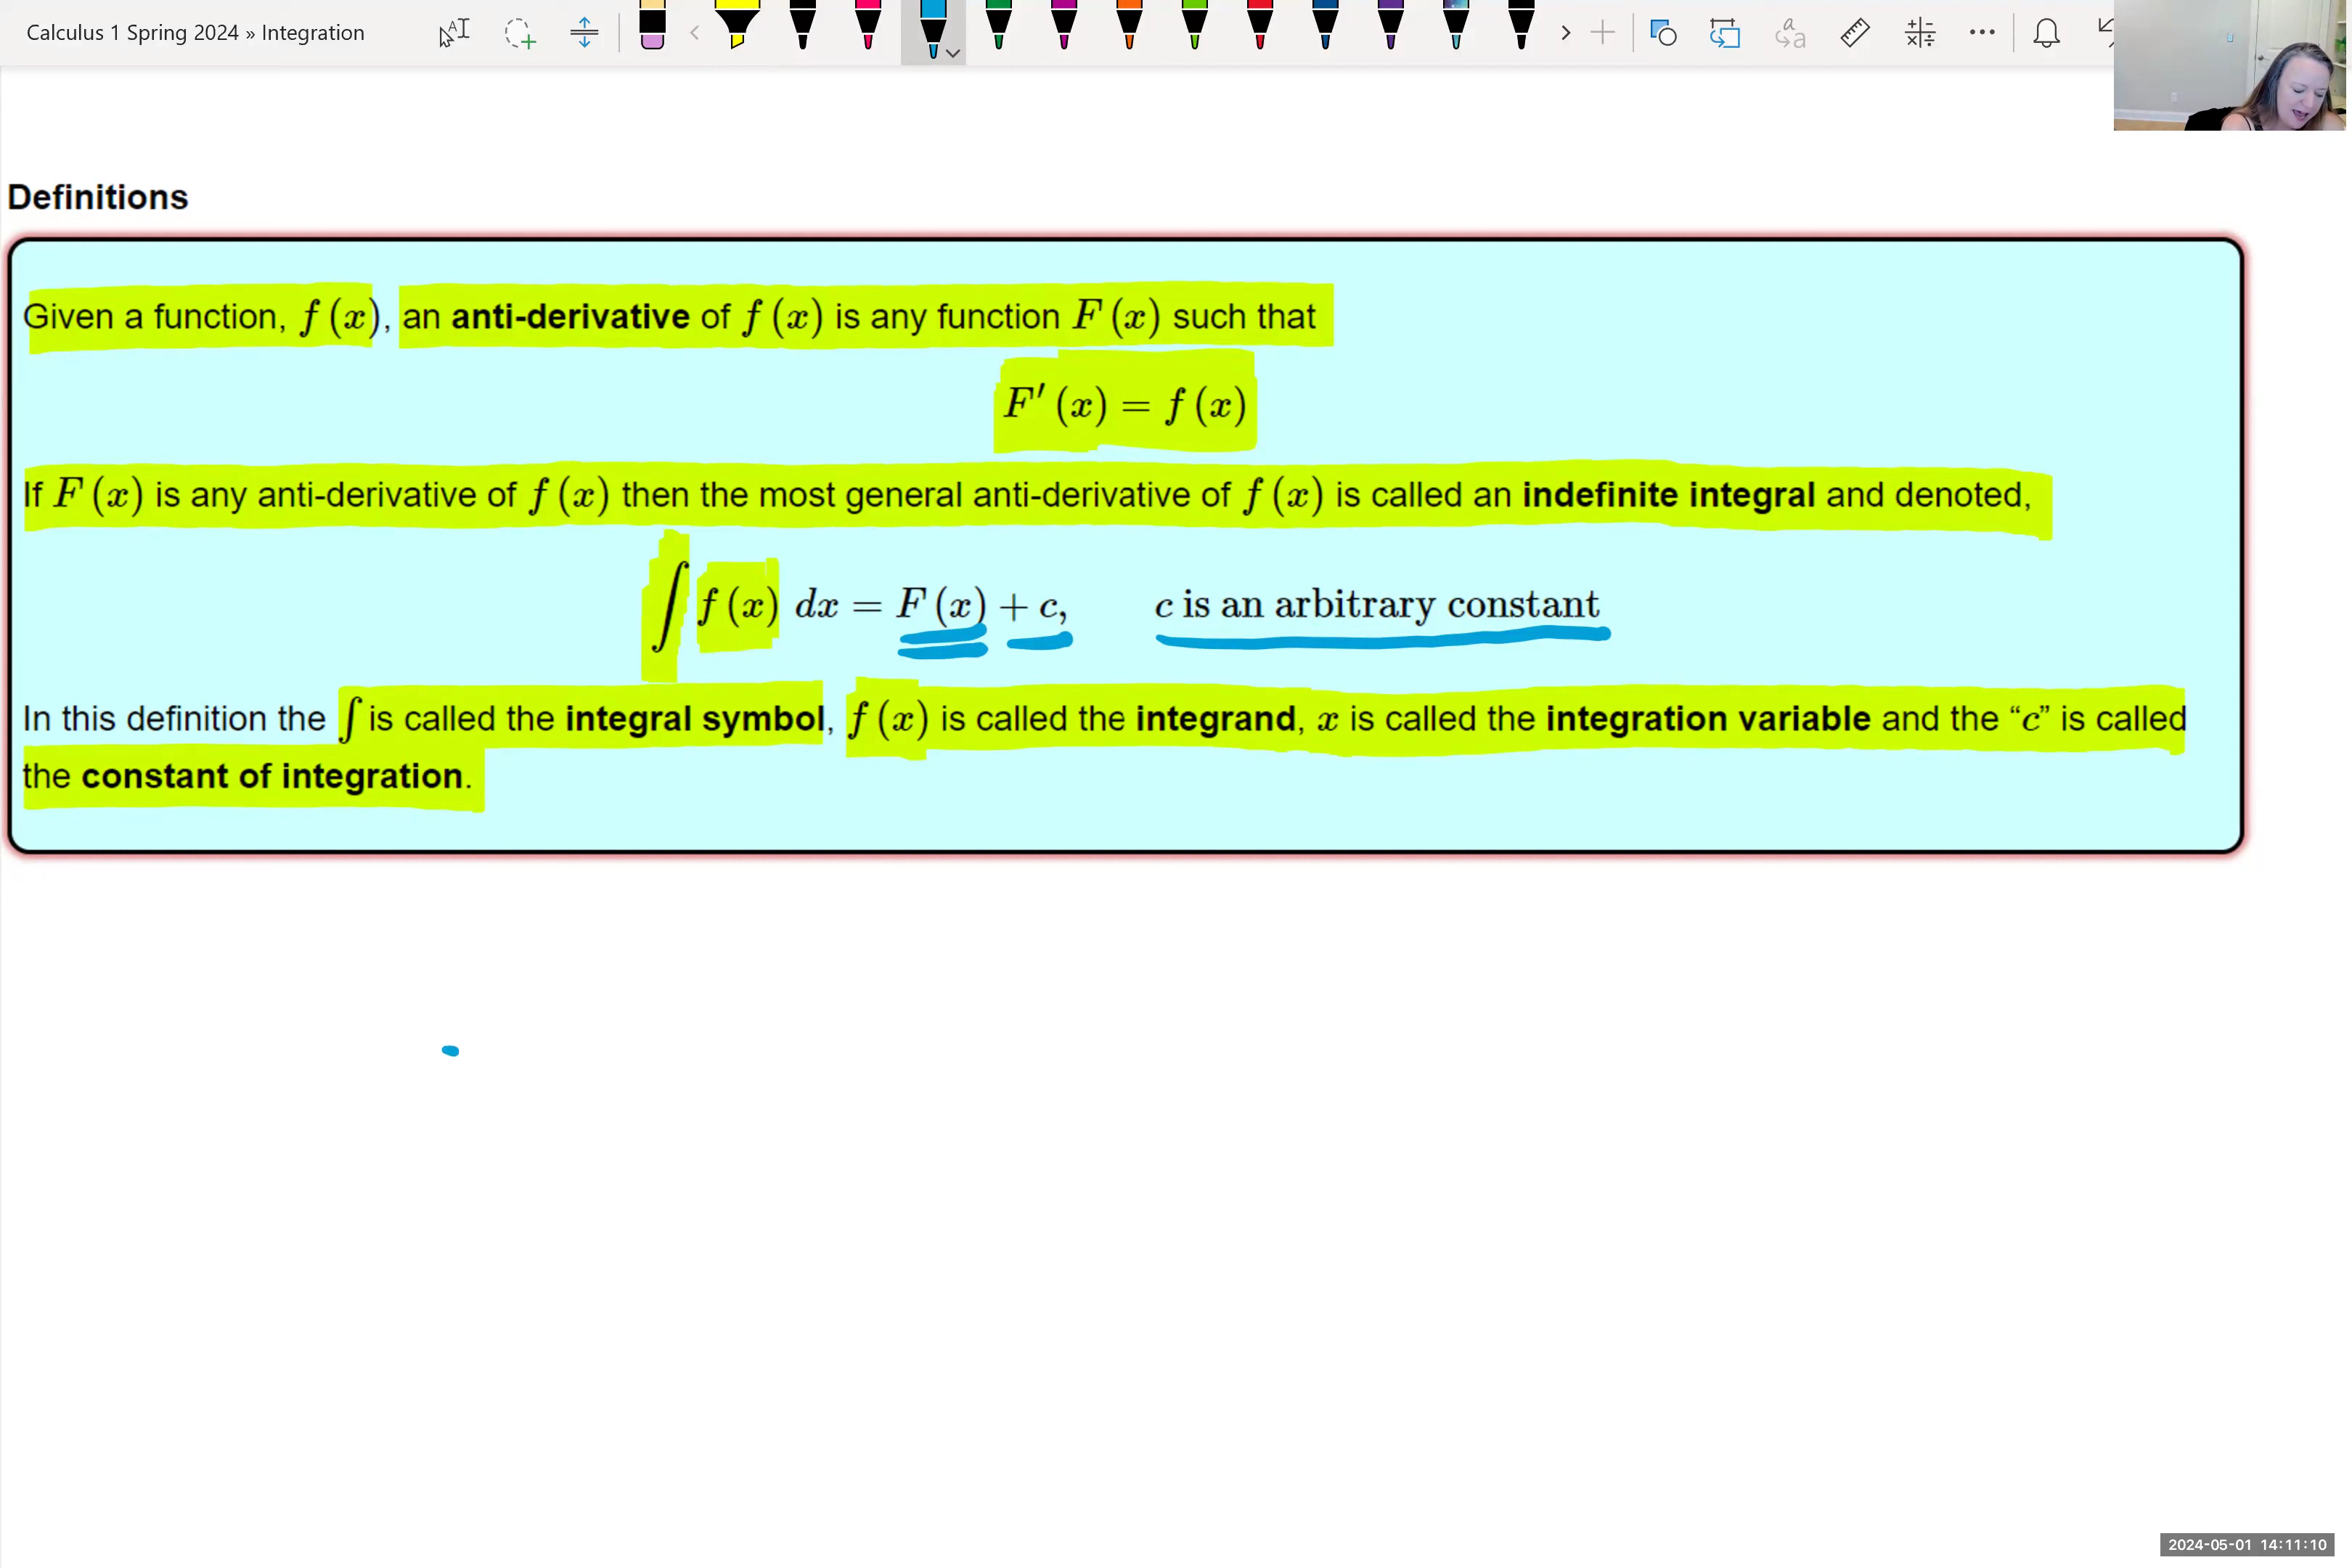 Calculus 1 Spring 2024 » Integration
Definitions
Given a function, f (x), an anti-derivative of f (x) is any function F (x) such that
F′ (x) = f (x)
If F (x) is any anti-derivative of f (x) then the most general anti-derivative of f (x) is called an indefinite integral and denoted,
∫ f (x) dx = F (x) + c, c is an arbitrary constant
In this definition the ∫ is called the integral symbol, f (x) is called the integrand, x is called the integration variable and the “c” is called
the constant of integration.
2024-05-01 14:11:10